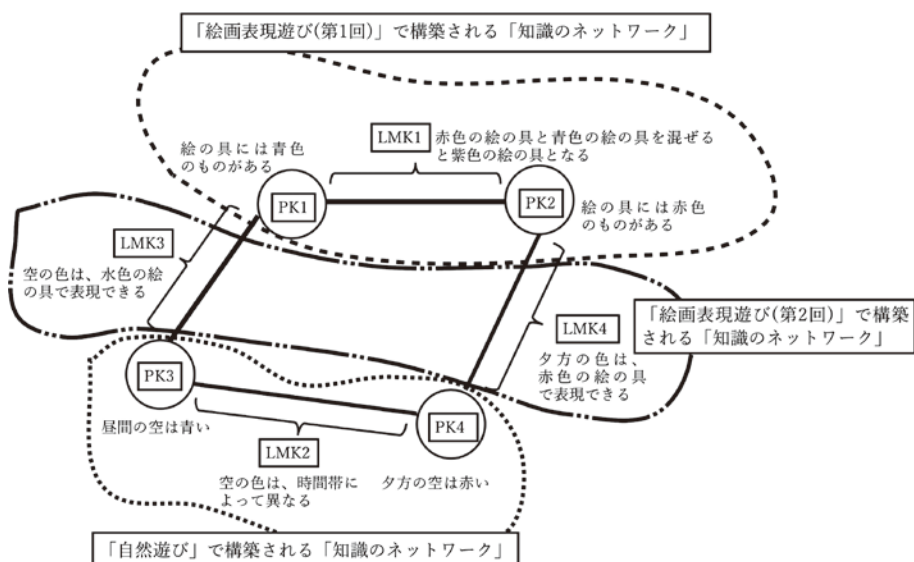 「絵画表現遊び(第1回)」で構築される「知識のネットワーク」
絵の具には青色
のものがある
LMK1
赤色の絵の具と青色の絵の具を混ぜる
と紫色の絵の具となる
PK1
PK2
絵の具には赤色
のものがある
LMK3
空の色は、水色の絵
の具で表現できる
「絵画表現遊び(第2回)」で構築
される「知識のネットワーク」
LMK4
夕方の色は、
赤色の絵の具
で表現できる
PK3
昼間の空は青い
PK4
LMK2
空の色は、時間帯に
よって異なる
夕方の空は赤い
「自然遊び」で構築される「知識のネットワーク」